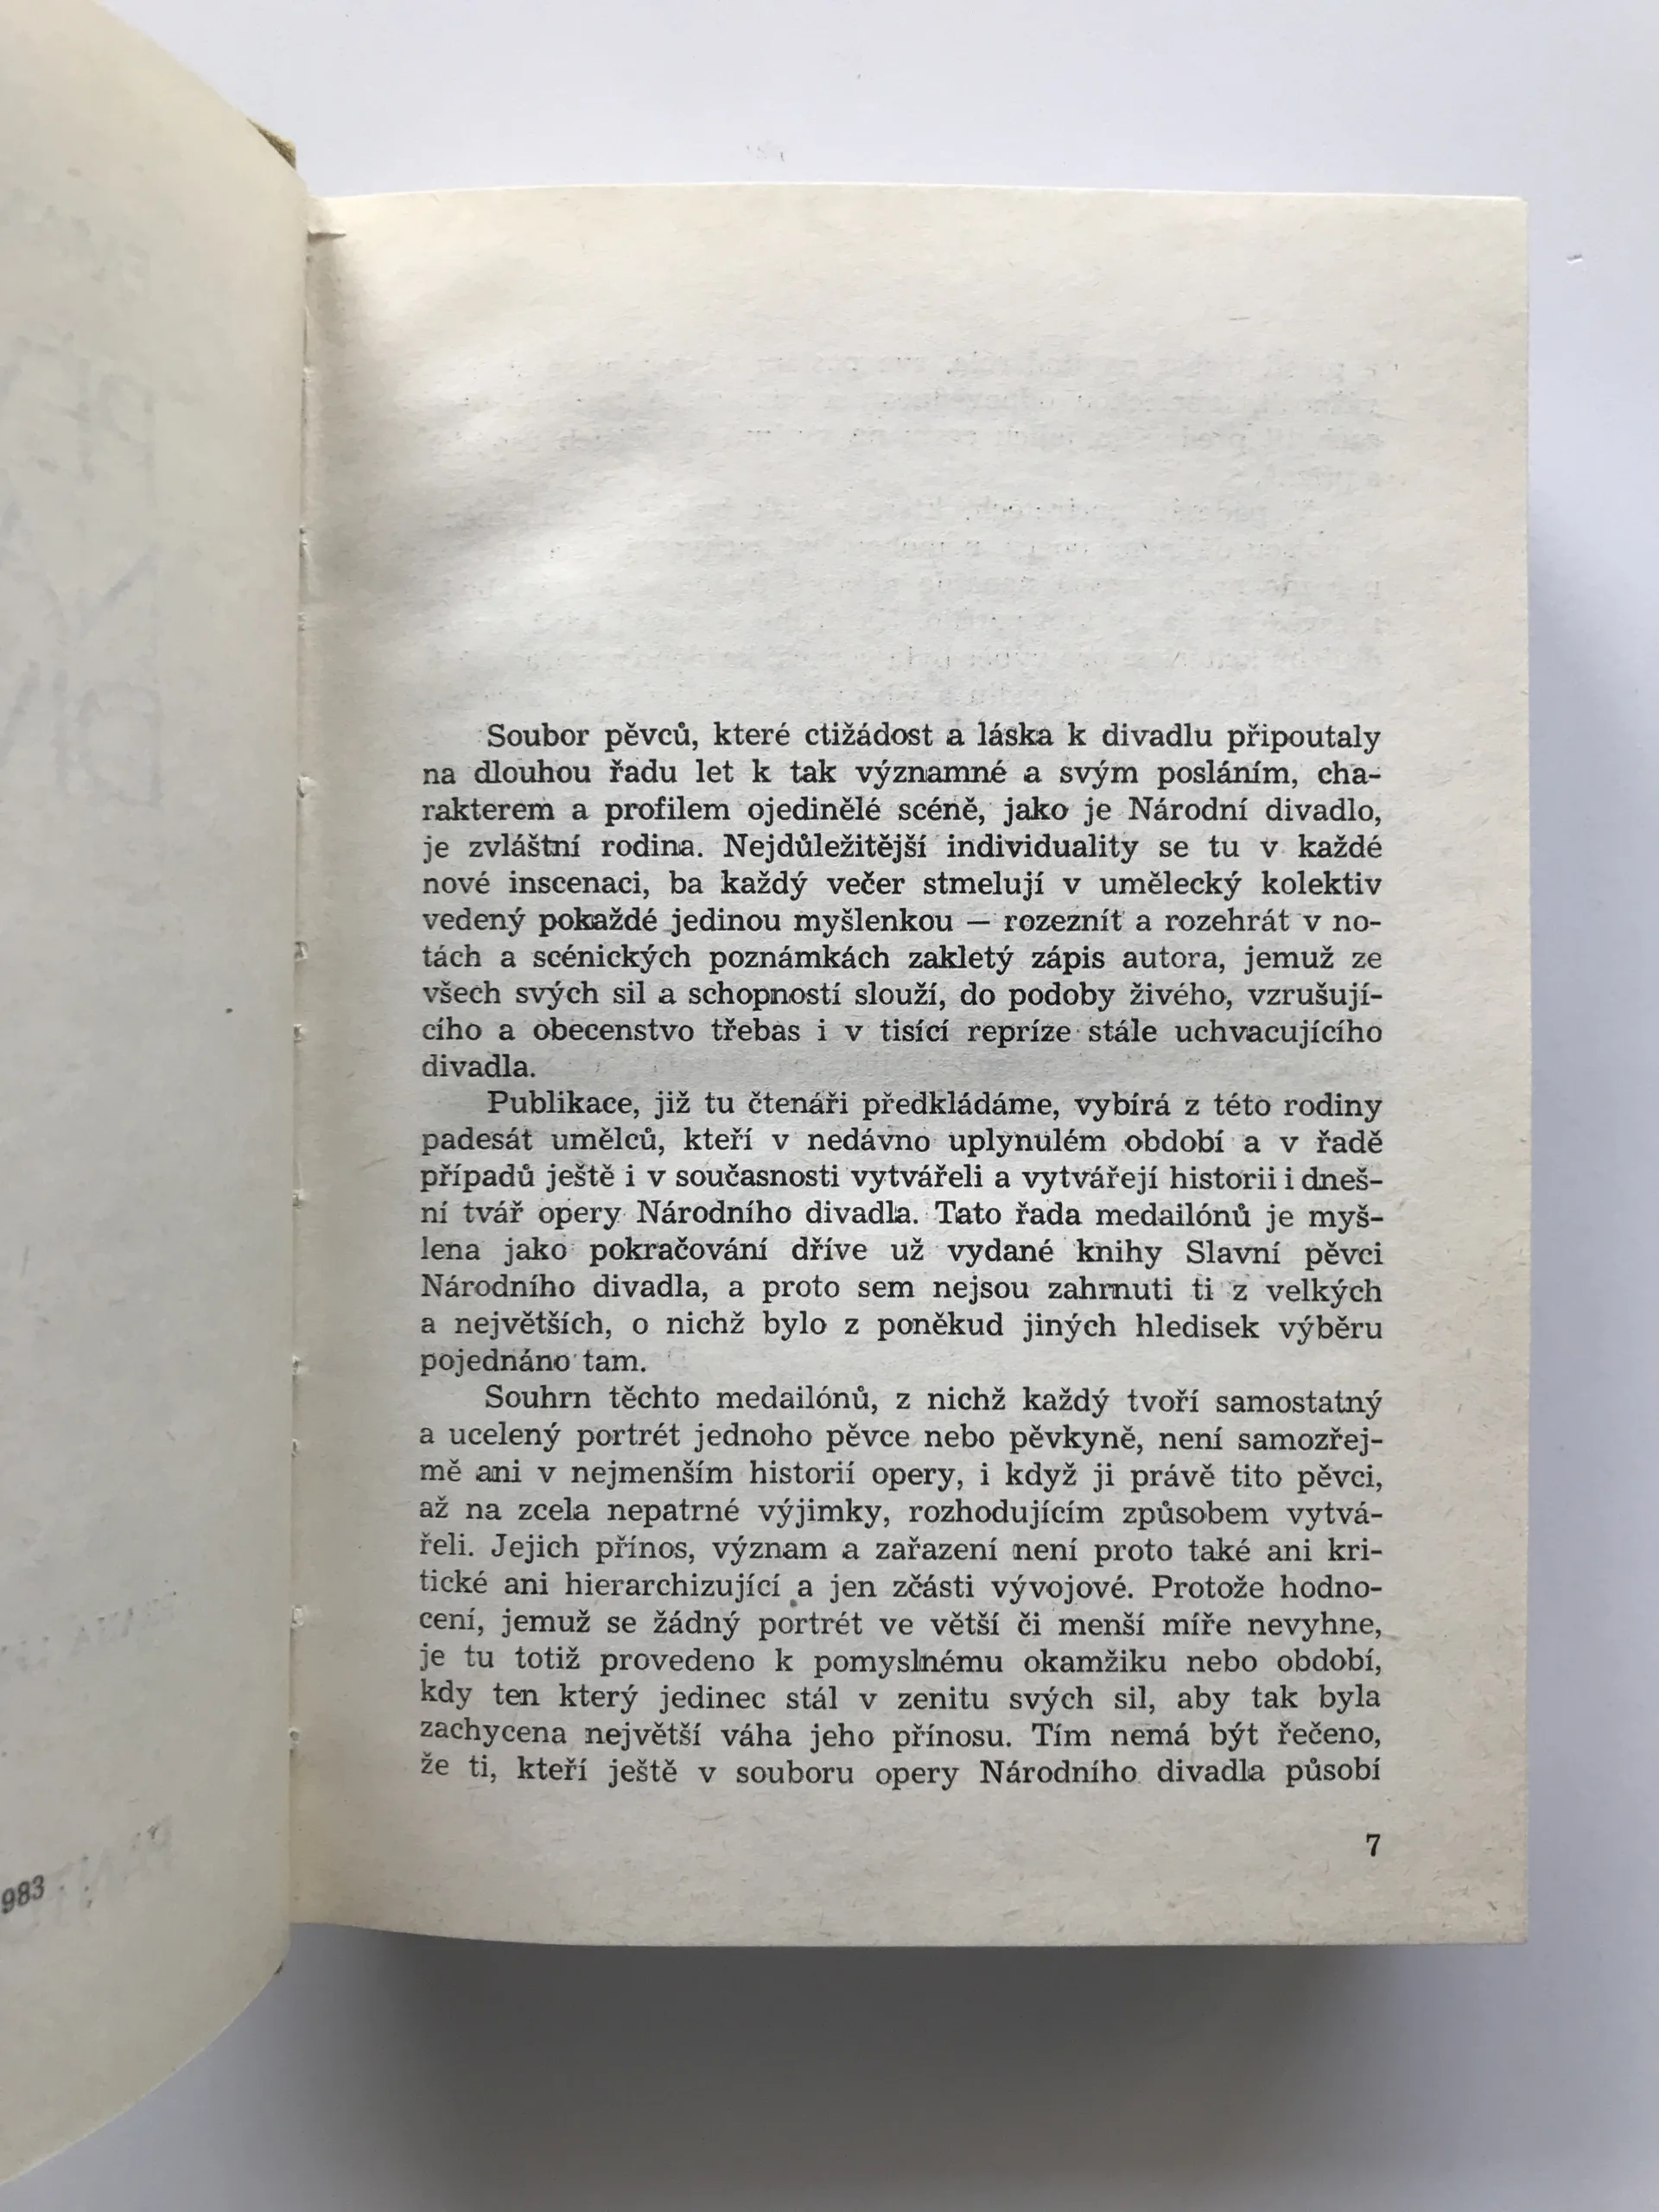 Soubor pěvců, které ctižádost a láska k divadlu připoutaly
na dlouhou řadu let k tak významné a svým posláním, cha-
rakterem a profilem ojedinělé scéně, jako je Národní divadlo,
je zvláštní rodina. Nejdůležitější individuality se tu v každé
nové inscenaci, ba každý večer stmelují v umělecký kolektiv
vedený pokaždé jedinou myšlenkou — rozeznít a rozehrát v no-
tách a scénických poznámkách zakletý zápis autora, jemuž ze
všech svých sil a schopností slouží, do podoby živého, vzrušují-
cího a obecenstvo třebas i v tisící repríze stále uchvacujícího
divadla.
Publikace, již tu čtenáři předkládáme, vybírá z této rodiny
padesát umělců, kteří v nedávno uplynulém období a v řadě
případů ještě i v současnosti vytvářeli a vytvářejí historii i dneš-
ní tvář opery Národního divadla. Tato řada medailónů je myš-
lena jako pokračování dříve už vydané knihy Slavní pěvci
Národního divadla, a proto sem nejsou zahrnuti ti z velkých
a největších, o nichž bylo z poněkud jiných hledisek výběru
pojednáno tam.
Souhrn těchto medailónů, z nichž každý tvoří samostatný
a ucelený portrét jednoho pěvce nebo pěvkyně, není samozřej-
mě ani v nejmenším historií opery, i když ji právě tito pěvci,
až na zcela nepatrné výjimky, rozhodujícím způsobem vytvá-
řeli. Jejich přínos, význam a zařazení není proto také ani kri-
tické ani hierarchizující a jen zčásti vývojové. Protože hodno-
cení, jemuž se žádný portrét ve větší či menší míře nevyhne,
je tu totiž provedeno k pomyslnému okamžiku nebo období,
kdy ten který jedinec stál v zenitu svých sil, aby tak byla
zachycena největší váha jeho přínosu. Tím nemá být řečeno,
že ti, kteří ještě v souboru opery Národního divadla působí
7
983